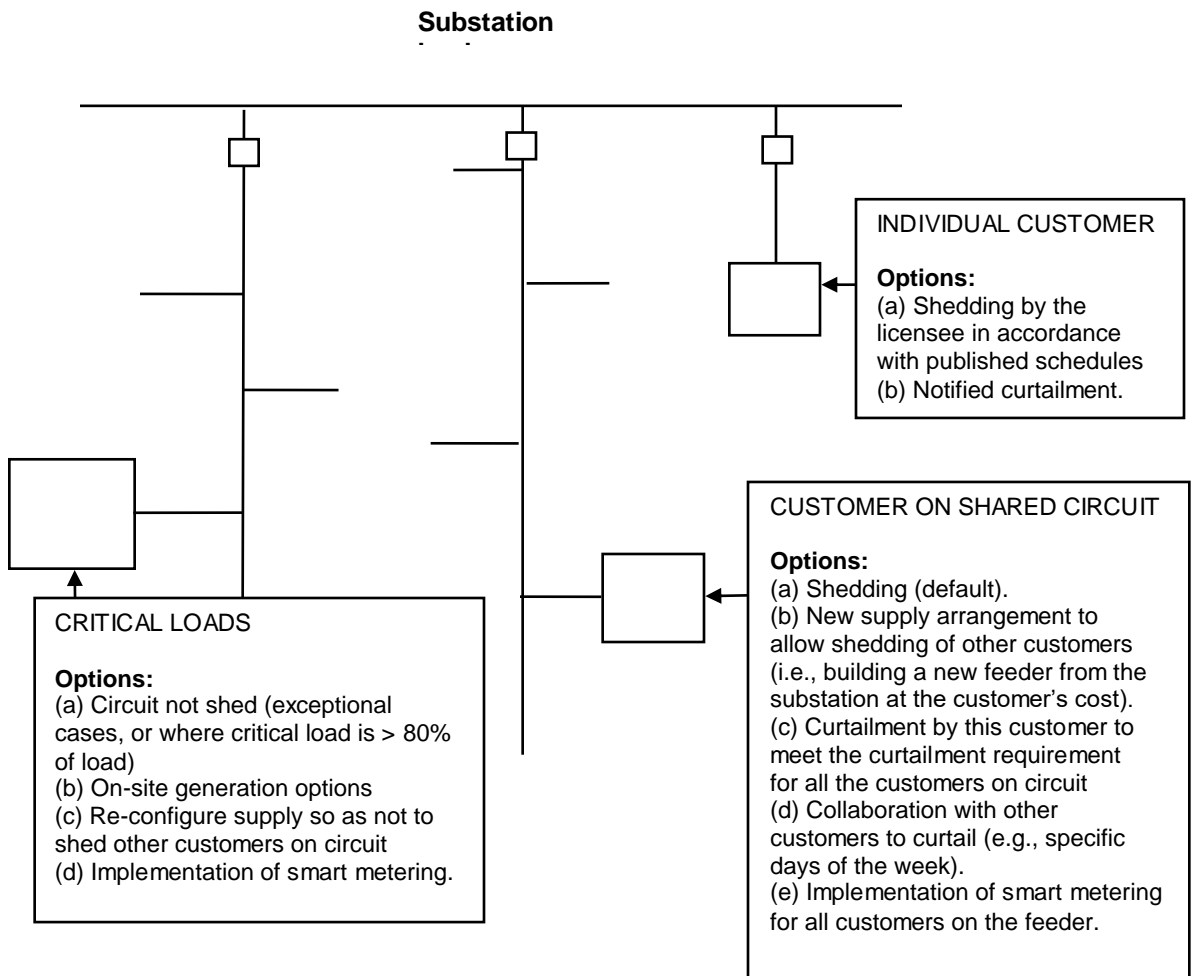 Substation
INDIVIDUAL CUSTOMER
Options:
(a) Shedding by the
licensee in accordance
with published schedules
(b) Notified curtailment.
CUSTOMER ON SHARED CIRCUIT
Options:
(a) Shedding (default).
(b) New supply arrangement to
allow shedding of other customers
(i.e., building a new feeder from the
substation at the customer’s cost).
(c) Curtailment by this customer to
meet the curtailment requirement
for all the customers on circuit
(d) Collaboration with other
customers to curtail (e.g., specific
days of the week).
(e) Implementation of smart metering
for all customers on the feeder.
CRITICAL LOADS
Options:
(a) Circuit not shed (exceptional
cases, or where critical load is > 80%
of load)
(b) On-site generation options
(c) Re-configure supply so as not to
shed other customers on circuit
(d) Implementation of smart metering.